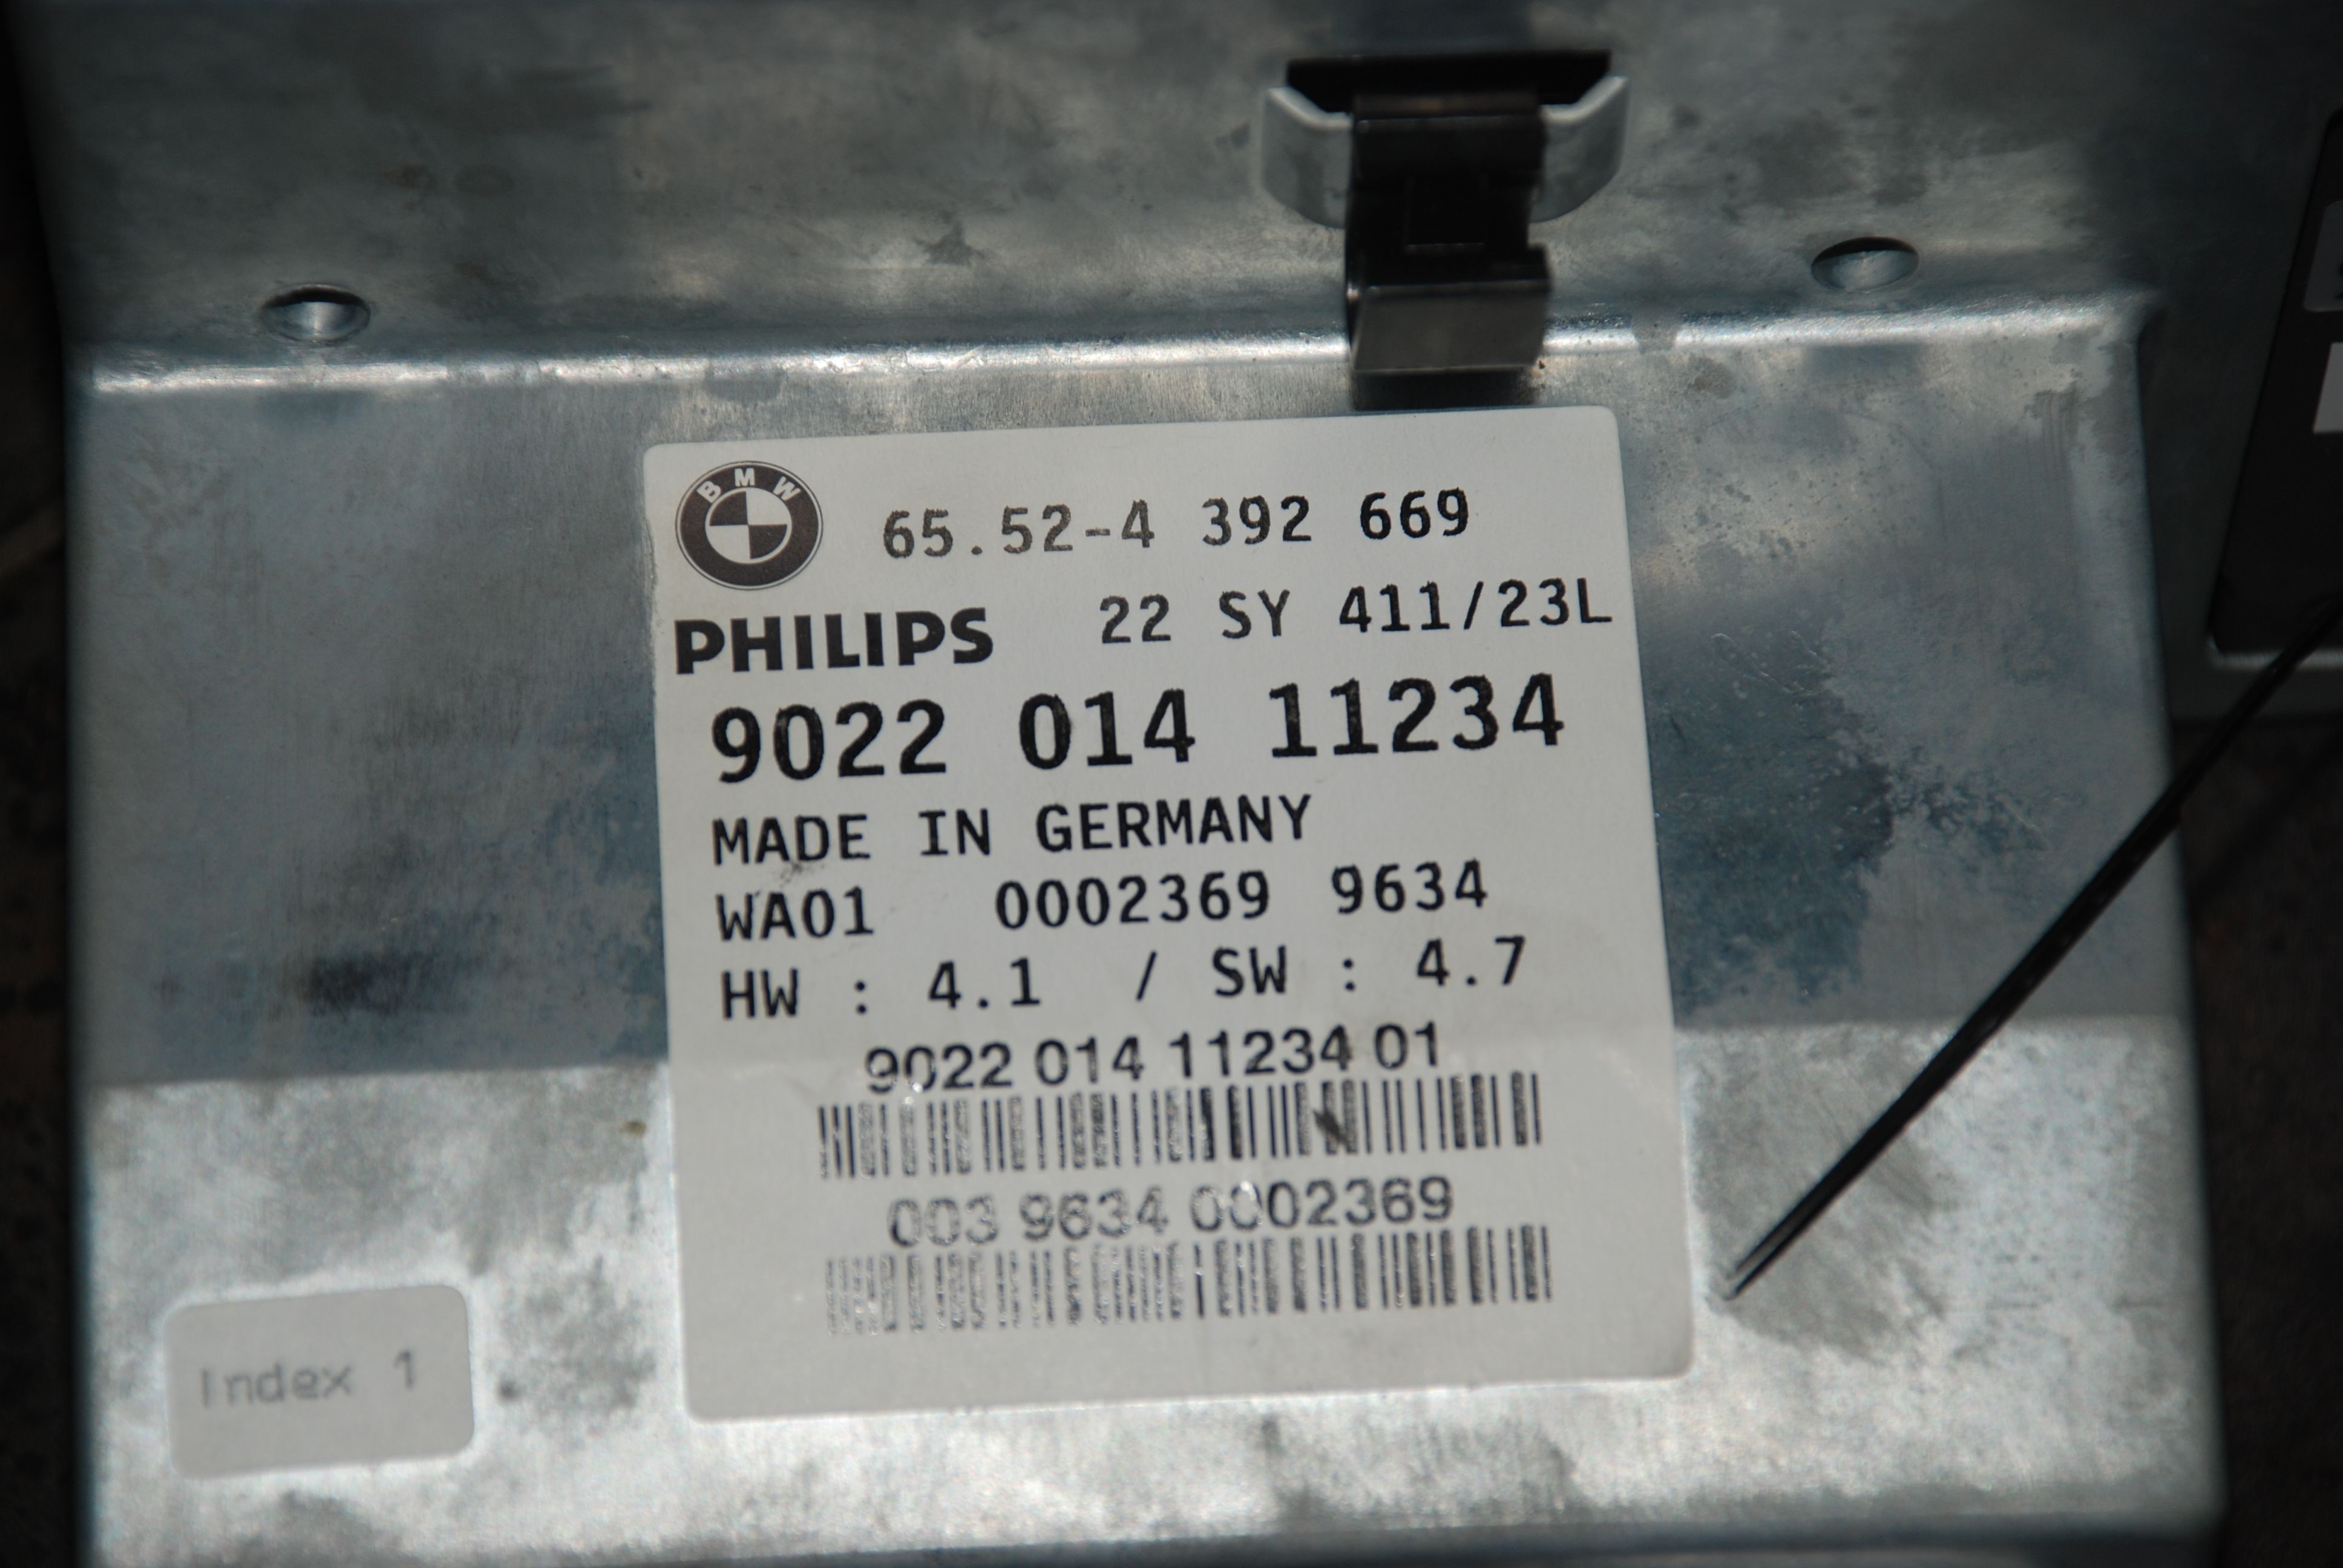 BMW 65.52-4 392 669
PHILIPS 22 SY 411/23L
9022 014 11234
MADE IN GERMANY
WA01 0002369 9634
HW : 4.1 / SW : 4.7
9022 014 11234 01
003 9634 0002369
Index 1